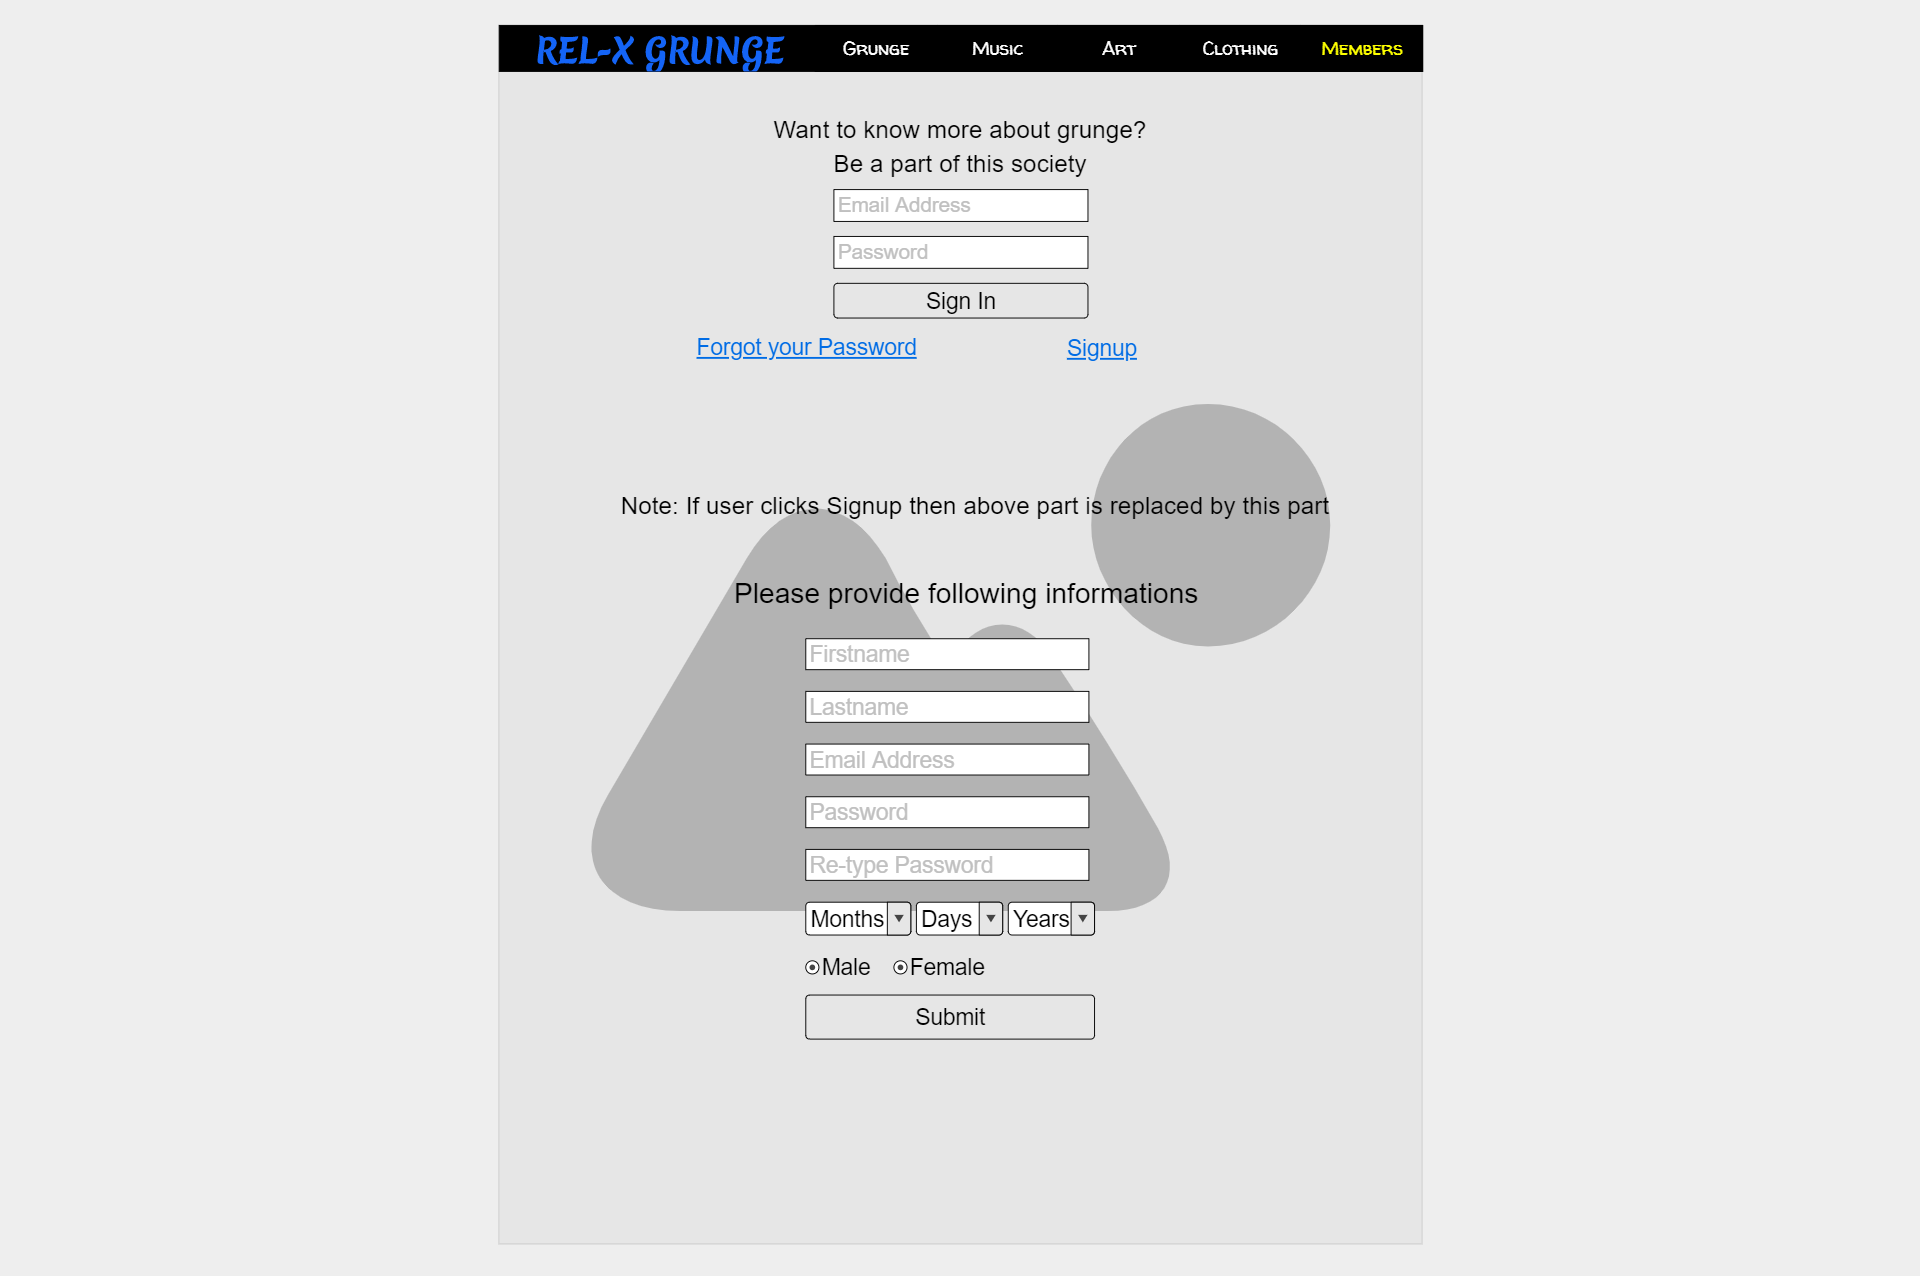 REL-X GRUNGE Grunge Music Art Clothing Members
Want to know more about grunge?
Be a part of this society
Email Address
Password
Sign In
Forgot your Password Signup
Note: If user clicks Signup then above part is replaced by this part
Please provide following informations
Firstname
Lastname
Email Address
Password
Re-type Password
Months Days Years
Male Female
Submit